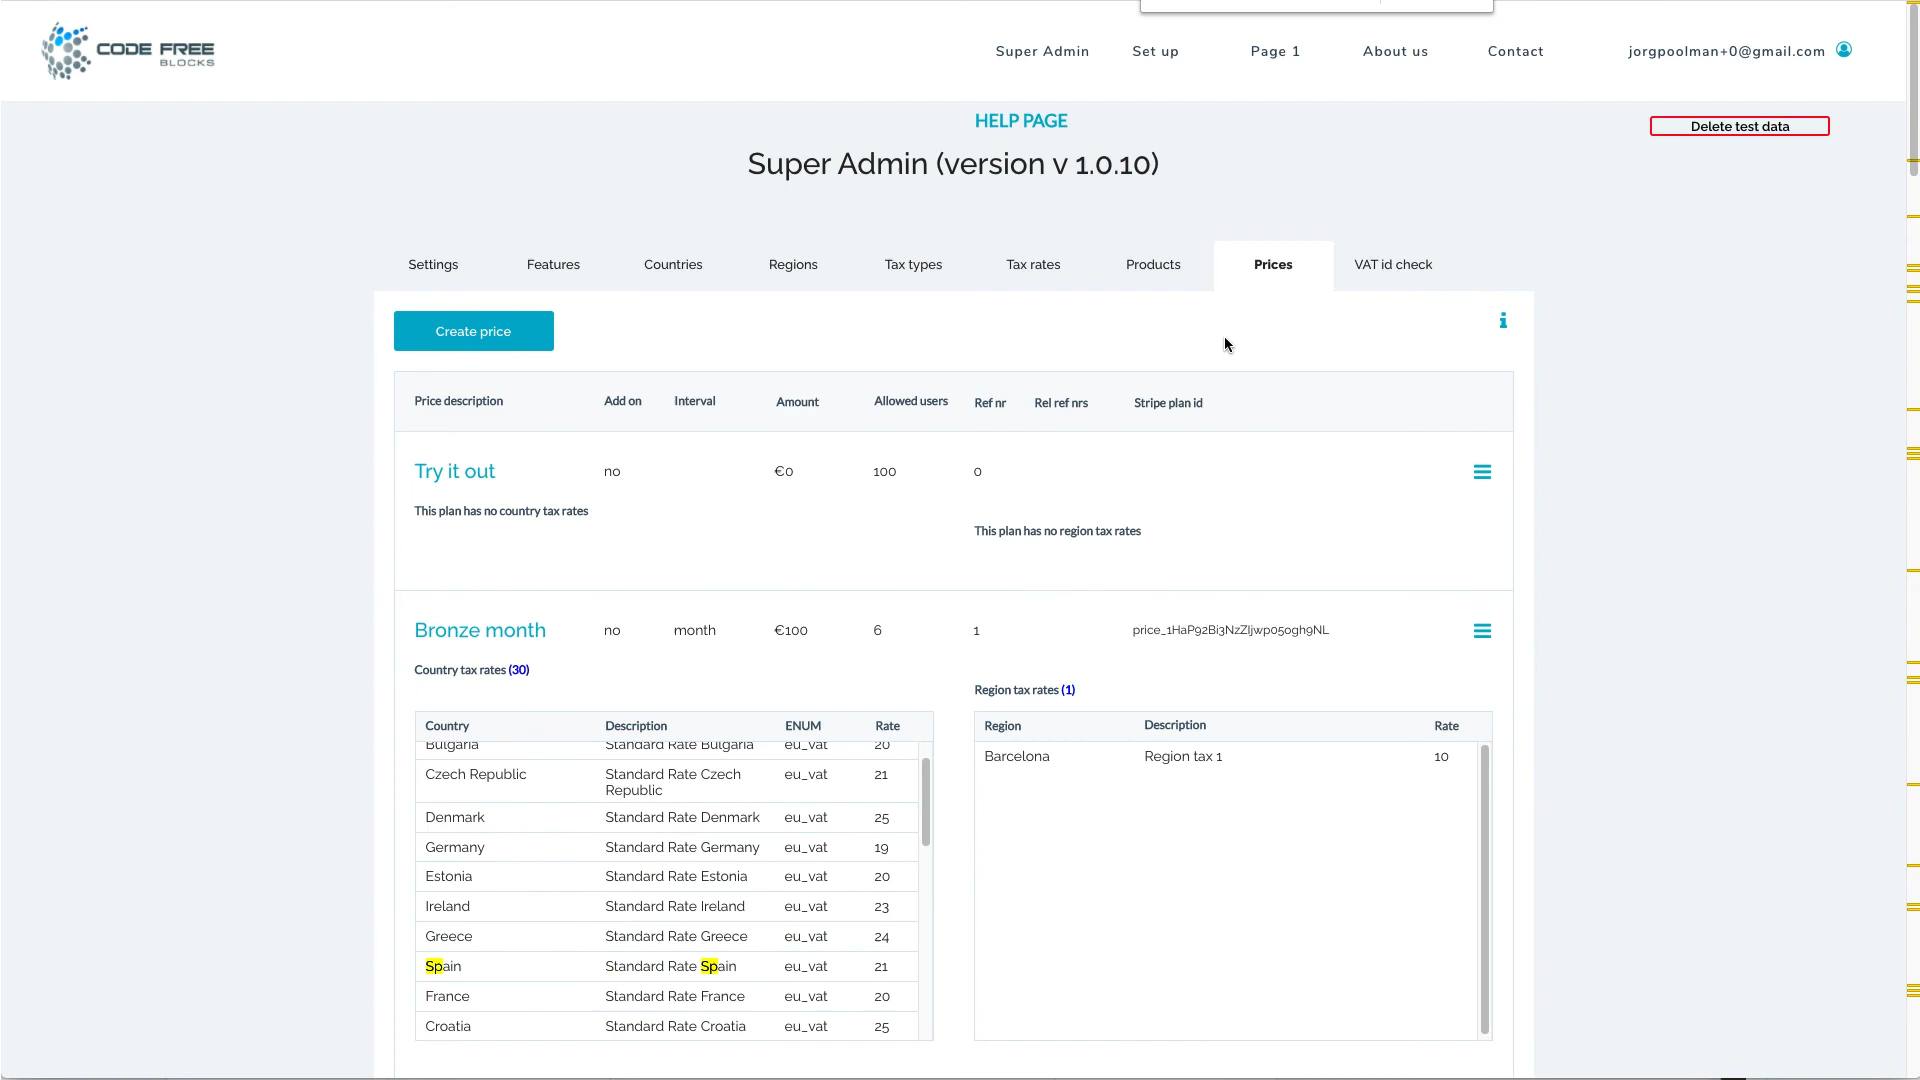 CODE FREE
BLOCKS
Super Admin
Set up
Page 1
About us
Contact
jorgpoolman+0@gmail.com
HELP PAGE
Delete test data
Super Admin (version v 1.0.10)
Settings
Features
Countries
Regions
Tax types
Tax rates
Products
Prices
VAT id check
Create price
Price description Add on Interval Amount Allowed users Ref nr Rel ref nrs Stripe plan id
Try it out no €0 100 0
This plan has no country tax rates
This plan has no region tax rates
Bronze month no month €100 6 1 price_1HaP92Bi3NzZIjwp05ogh9NL
Country tax rates (30)
Region tax rates (1)
Country Description ENUM Rate
Bulgaria Standard Rate Bulgaria eu_vat 20
Czech Republic Standard Rate Czech eu_vat 21
Republic
Denmark Standard Rate Denmark eu_vat 25
Germany Standard Rate Germany eu_vat 19
Estonia Standard Rate Estonia eu_vat 20
Ireland Standard Rate Ireland eu_vat 23
Greece Standard Rate Greece eu_vat 24
Spain Standard Rate Spain eu_vat 21
France Standard Rate France eu_vat 20
Croatia Standard Rate Croatia eu_vat 25
Region Description Rate
Barcelona Region tax 1 10